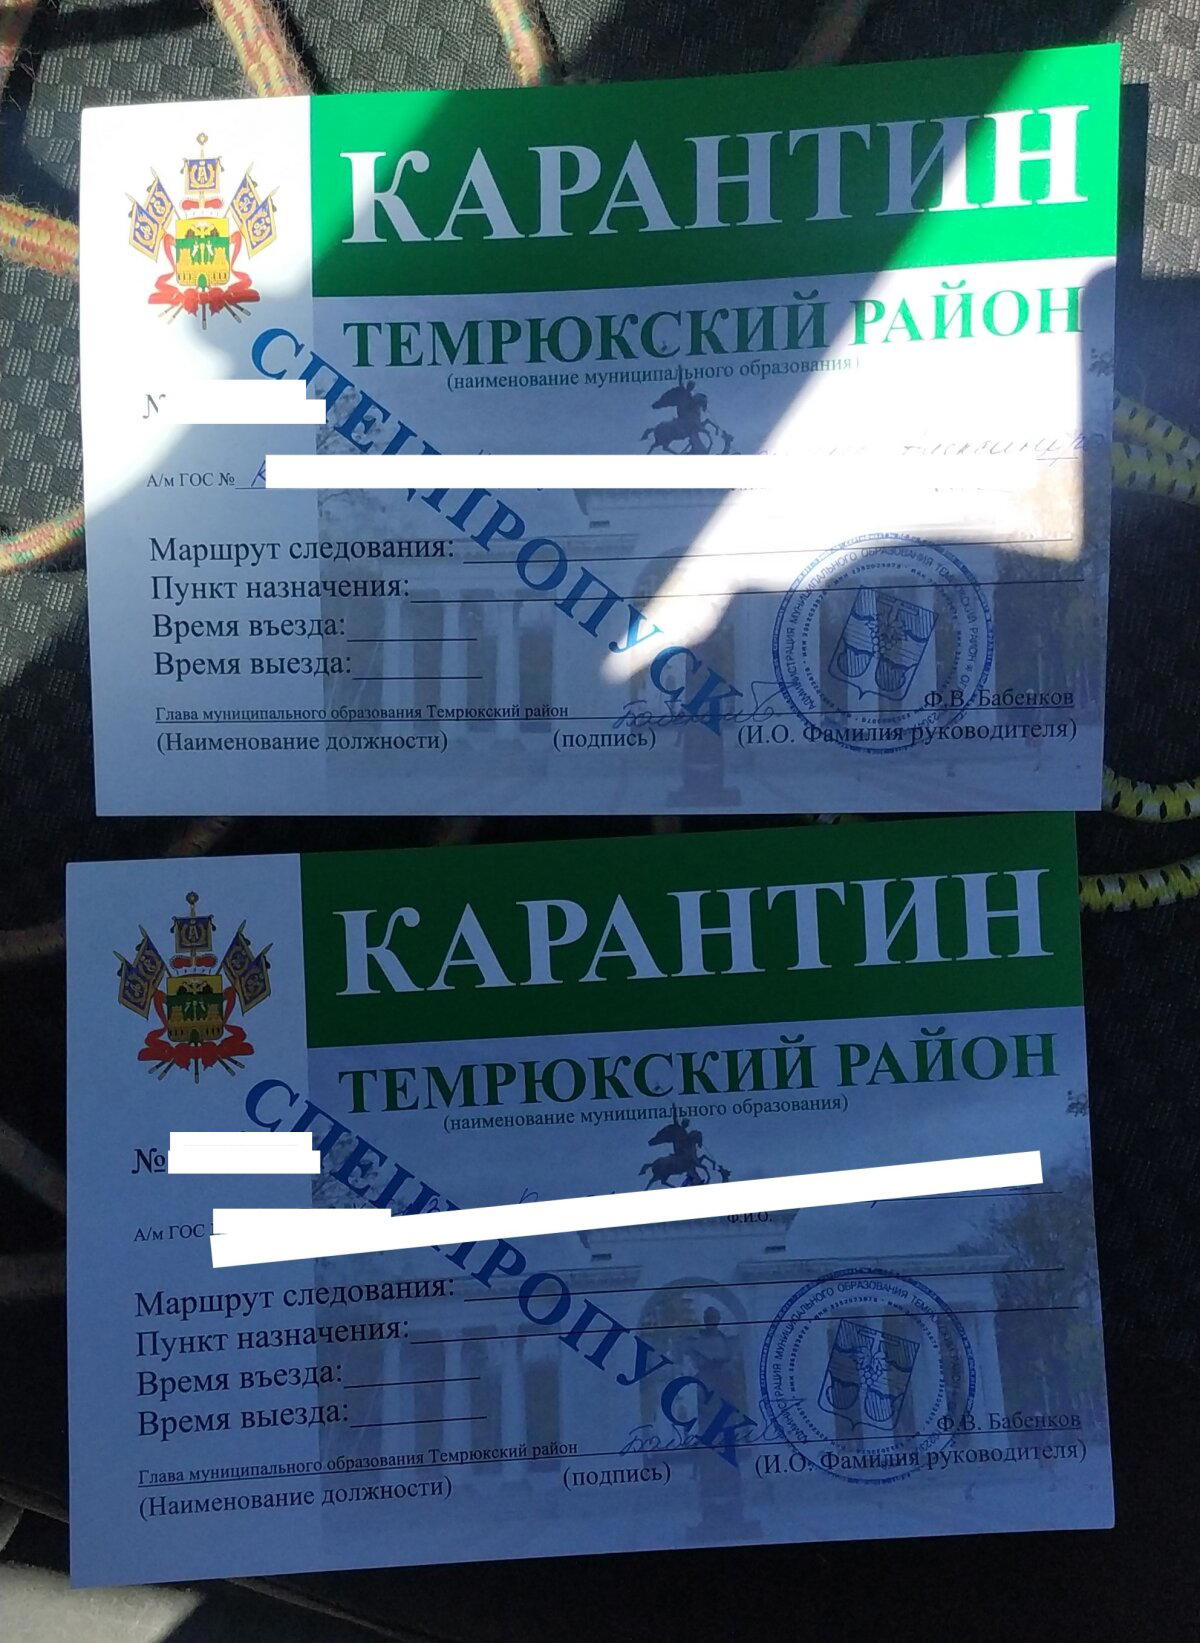 КАРАНТИН
ТЕМРЮКСКИЙ РАЙОН
(наименование муниципального образования)
СПЕЦПРОПУСК
А/м ГОС №
Маршрут следования:
Пункт назначения:
Время въезда:
Время выезда:
Глава муниципального образования Темрюкский район
Ф.В. Бабенков
(Наименование должности) (подпись) (И.О. Фамилия руководителя)
КАРАНТИН
ТЕМРЮКСКИЙ РАЙОН
(наименование муниципального образования)
СПЕЦПРОПУСК
№
А/м ГОС
Ф.И.О.
Маршрут следования:
Пункт назначения:
Время въезда:
Время выезда:
Глава муниципального образования Темрюкский район
Ф.В. Бабенков
(Наименование должности) (подпись) (И.О. Фамилия руководителя)